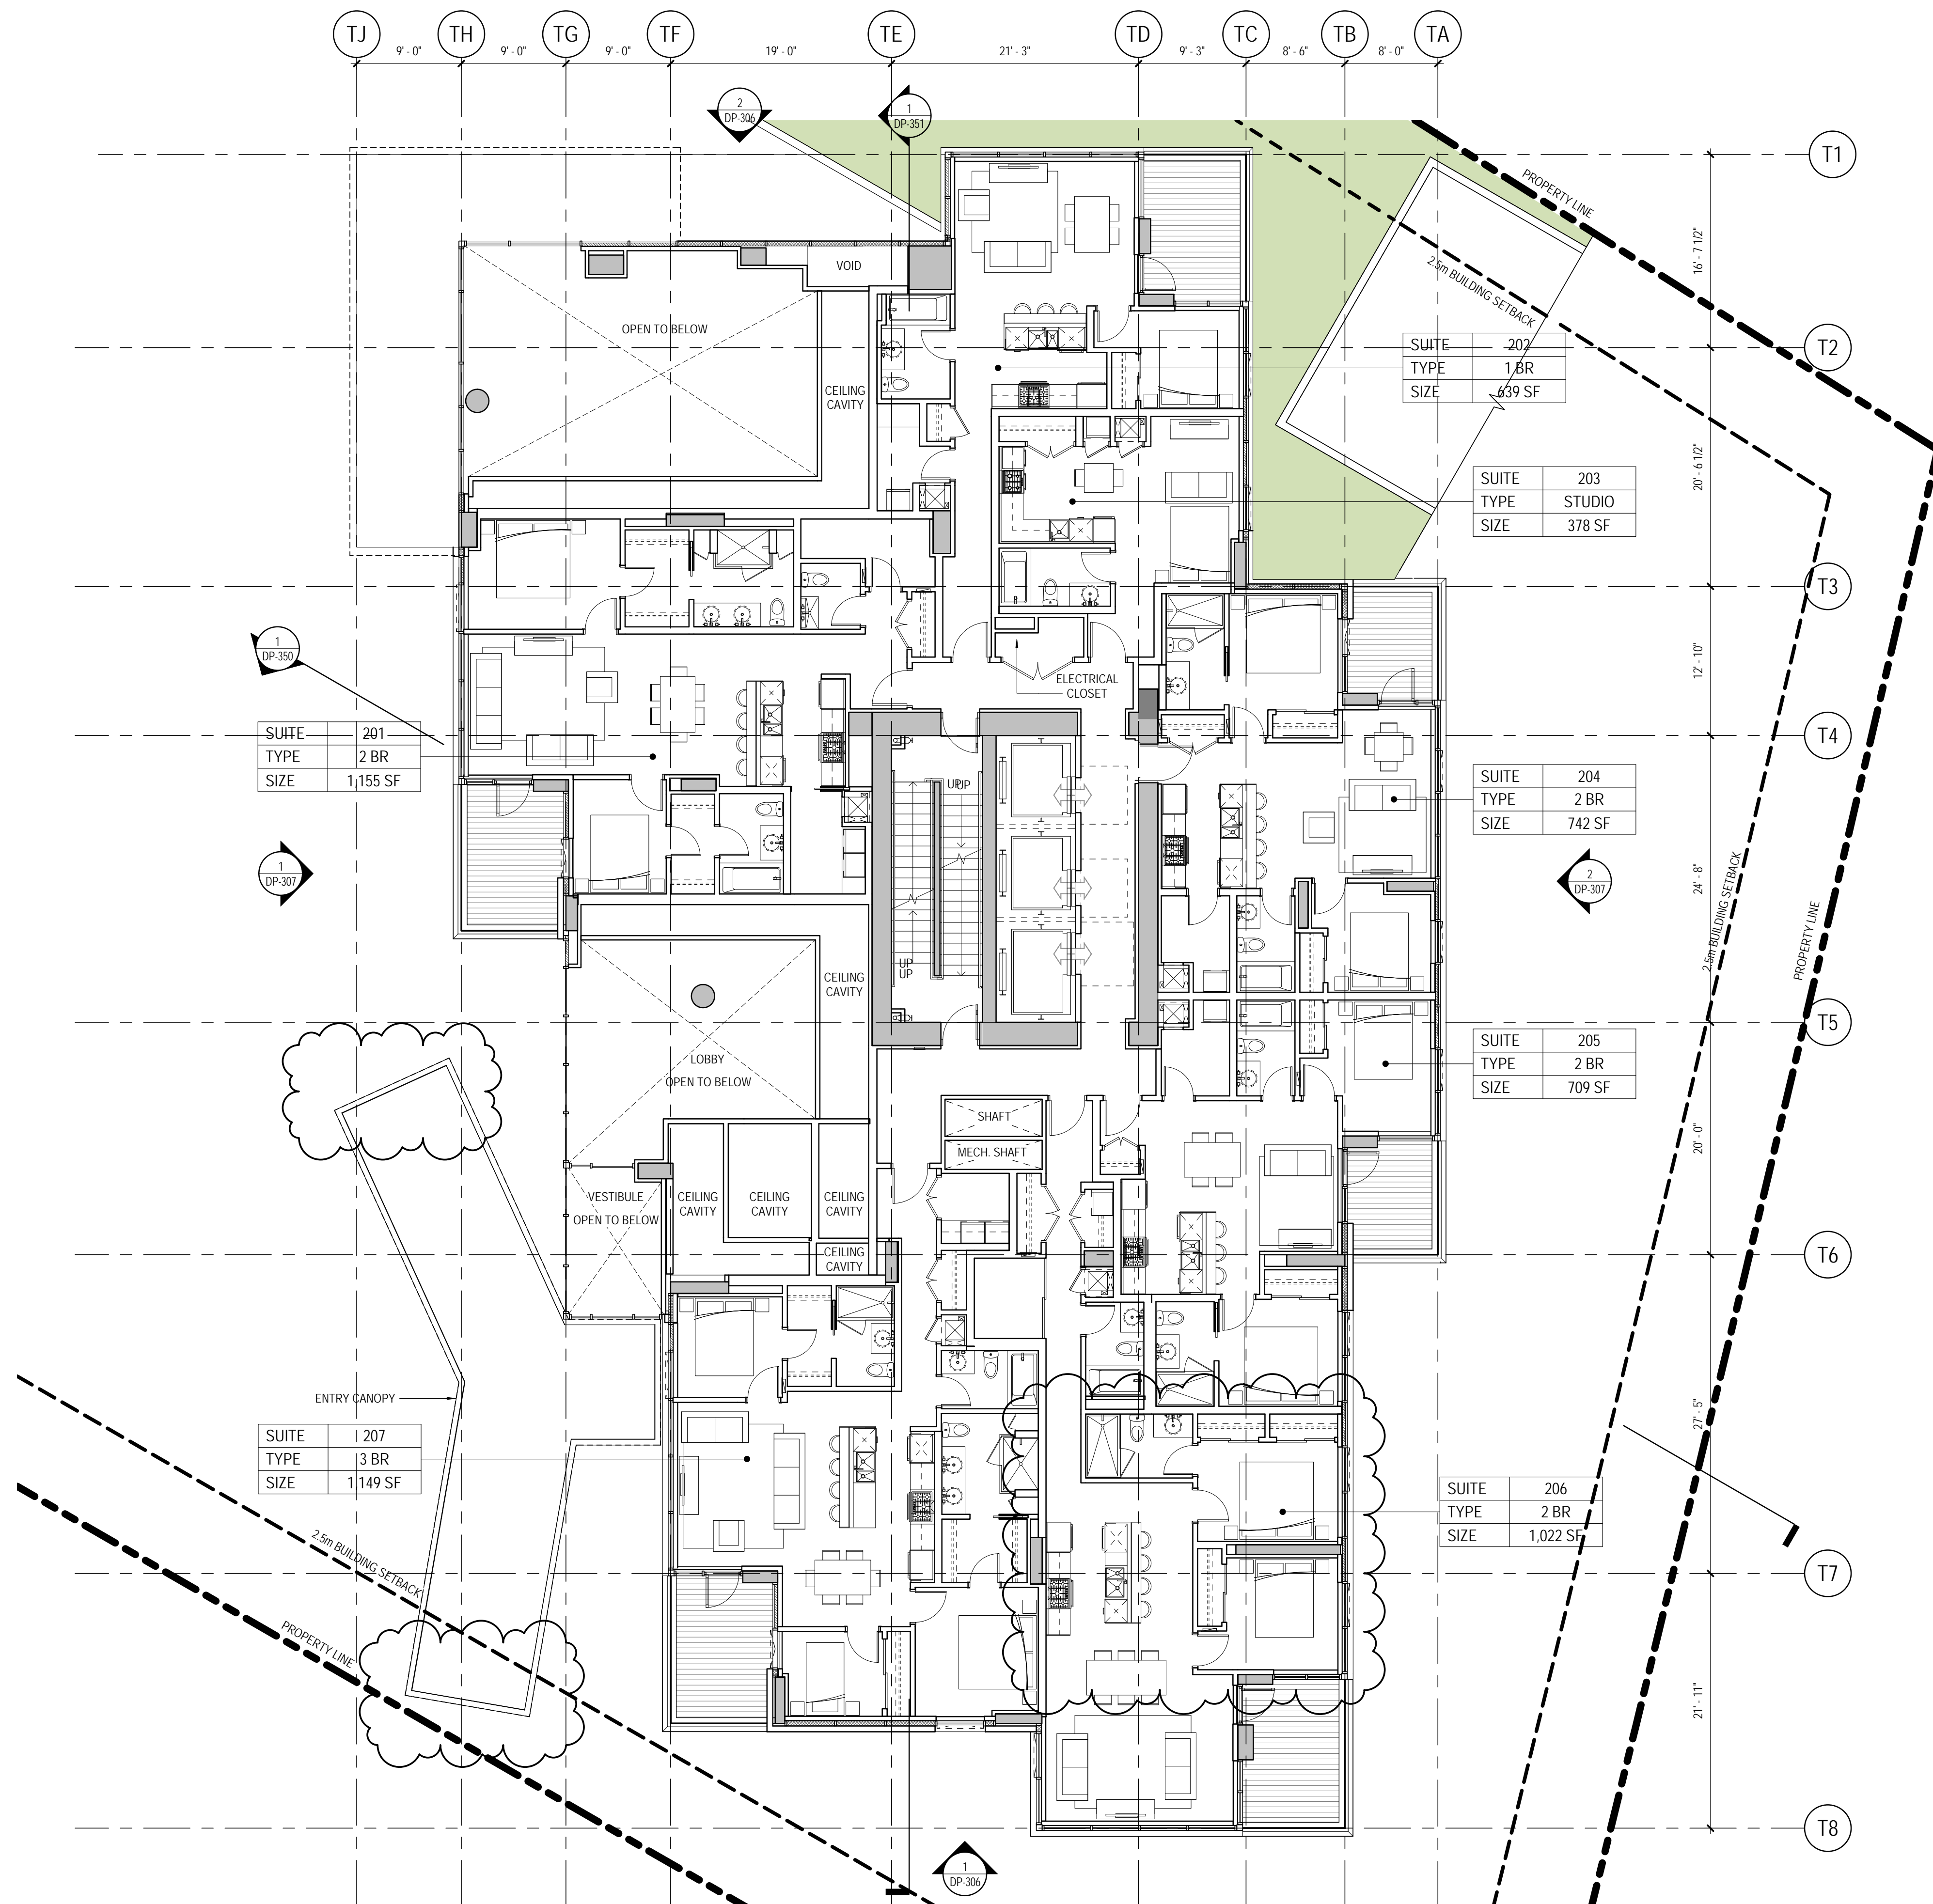 TJ
TH
TG
TF
TE
TD
TC
TB
TA
9' - 0"
9' - 0"
9' - 0"
19' - 0"
21' - 3"
9' - 3"
8' - 6"
8' - 0"
2
DP-306
1
DP-351
T1
PROPERTY LINE
16' - 7 1/2"
2.5m BUILDING SETBACK
VOID
OPEN TO BELOW
T2
SUITE 202
TYPE 1 BR
SIZE 639 SF
CEILING
CAVITY
20' - 6 1/2"
SUITE 203
TYPE STUDIO
SIZE 378 SF
T3
1
DP-350
12' - 10"
ELECTRICAL
CLOSET
SUITE 201
TYPE 2 BR
SIZE 1,155 SF
T4
SUITE 204
TYPE 2 BR
SIZE 742 SF
UP
UP
1
DP-307
2
DP-307
24' - 8"
2.5m BUILDING SETBACK
PROPERTY LINE
UP
UP
CEILING
CAVITY
T5
LOBBY
OPEN TO BELOW
SUITE 205
TYPE 2 BR
SIZE 709 SF
SHAFT
MECH. SHAFT
20' - 0"
VESTIBULE
OPEN TO BELOW
CEILING
CAVITY
CEILING
CAVITY
CEILING
CAVITY
CEILING
CAVITY
T6
ENTRY CANOPY
27' - 5"
SUITE 207
TYPE 3 BR
SIZE 1,149 SF
SUITE 206
TYPE 2 BR
SIZE 1,022 SF
2.5m BUILDING SETBACK
T7
PROPERTY LINE
21' - 11"
T8
1
DP-306